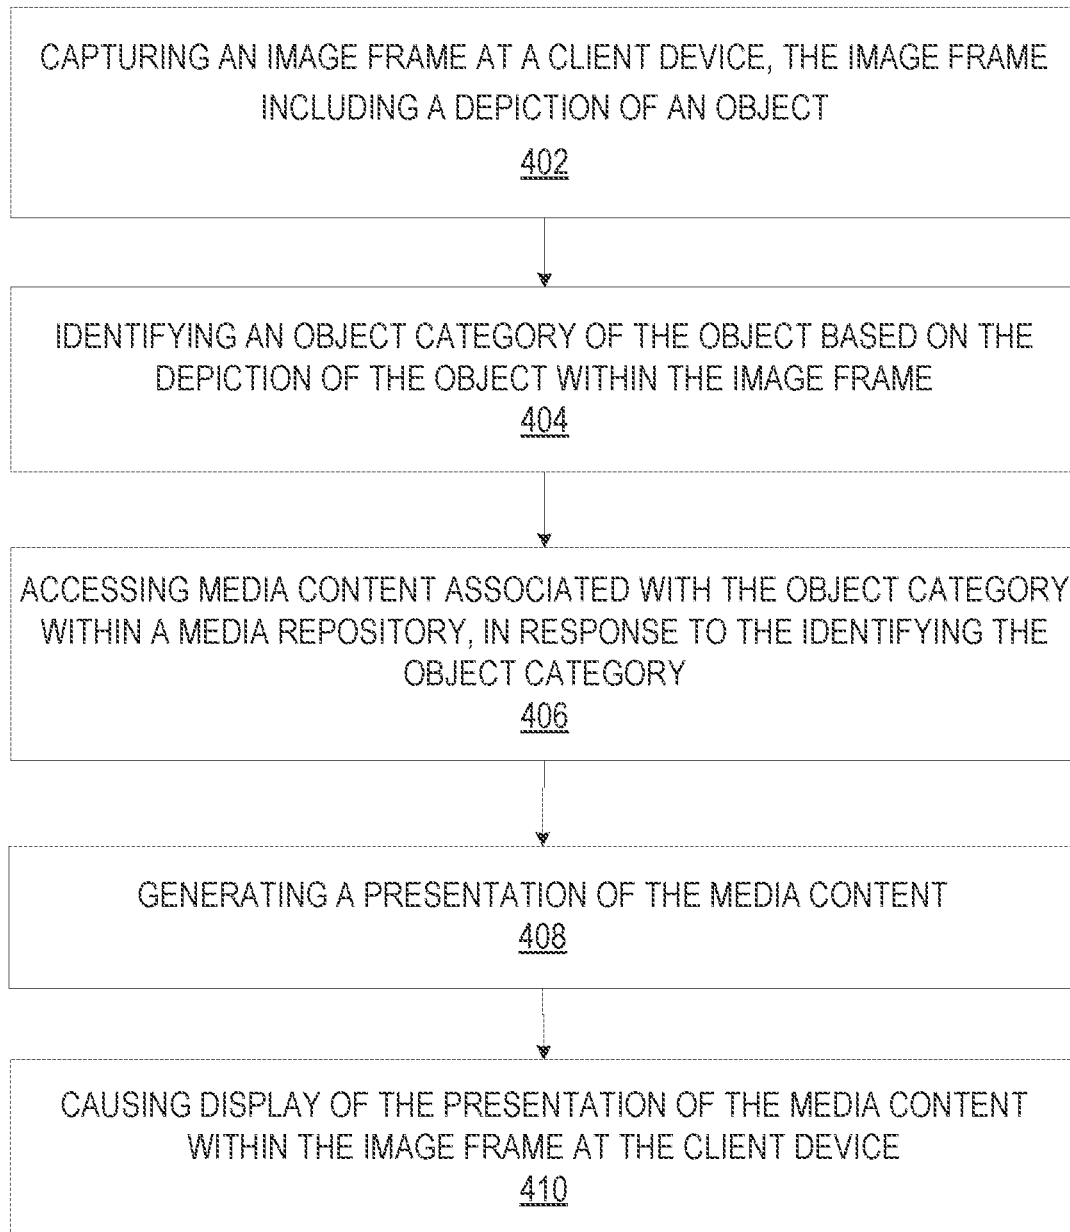 CAPTURING AN IMAGE FRAME AT A CLIENT DEVICE, THE IMAGE FRAME
INCLUDING A DEPICTION OF AN OBJECT
402
IDENTIFYING AN OBJECT CATEGORY OF THE OBJECT BASED ON THE
DEPICTION OF THE OBJECT WITHIN THE IMAGE FRAME
404
ACCESSING MEDIA CONTENT ASSOCIATED WITH THE OBJECT CATEGORY
WITHIN A MEDIA REPOSITORY, IN RESPONSE TO THE IDENTIFYING THE
OBJECT CATEGORY
406
GENERATING A PRESENTATION OF THE MEDIA CONTENT
408
CAUSING DISPLAY OF THE PRESENTATION OF THE MEDIA CONTENT
WITHIN THE IMAGE FRAME AT THE CLIENT DEVICE
410